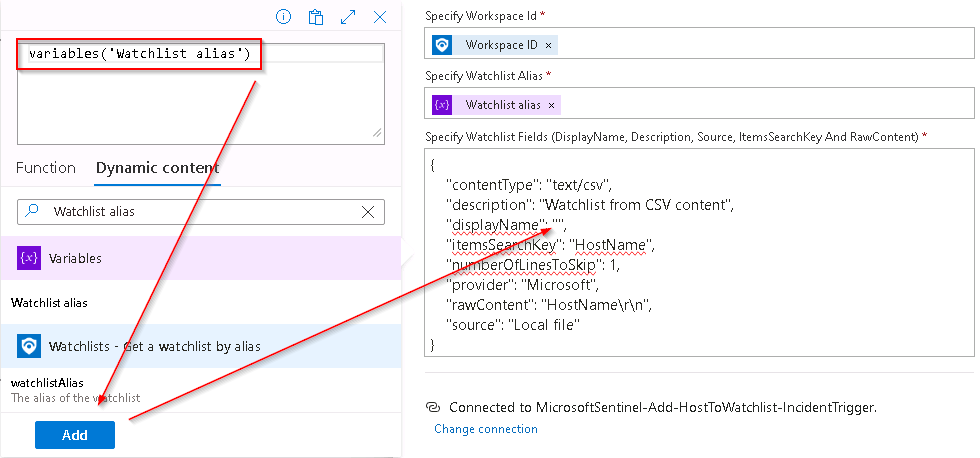 variables('Watchlist alias')
Function
Dynamic content
Watchlist alias
Variables
Watchlist alias
Watchlists - Get a watchlist by alias
watchlistAlias
The alias of the watchlist
Add
Specify Workspace Id *
Workspace ID ×
Specify Watchlist Alias *
{x} Watchlist alias ×
Specify Watchlist Fields (DisplayName, Description, Source, ItemsSearchKey And RawContent) *
{
"contentType": "text/csv",
"description": "Watchlist from CSV content",
"displayName": "",
"itemsSearchKey": "HostName",
"numberOfLinesToSkip": 1,
"provider": "Microsoft",
"rawContent": "HostName\r\n",
"source": "Local file"
}
Connected to MicrosoftSentinel-Add-HostToWatchlist-IncidentTrigger.
Change connection